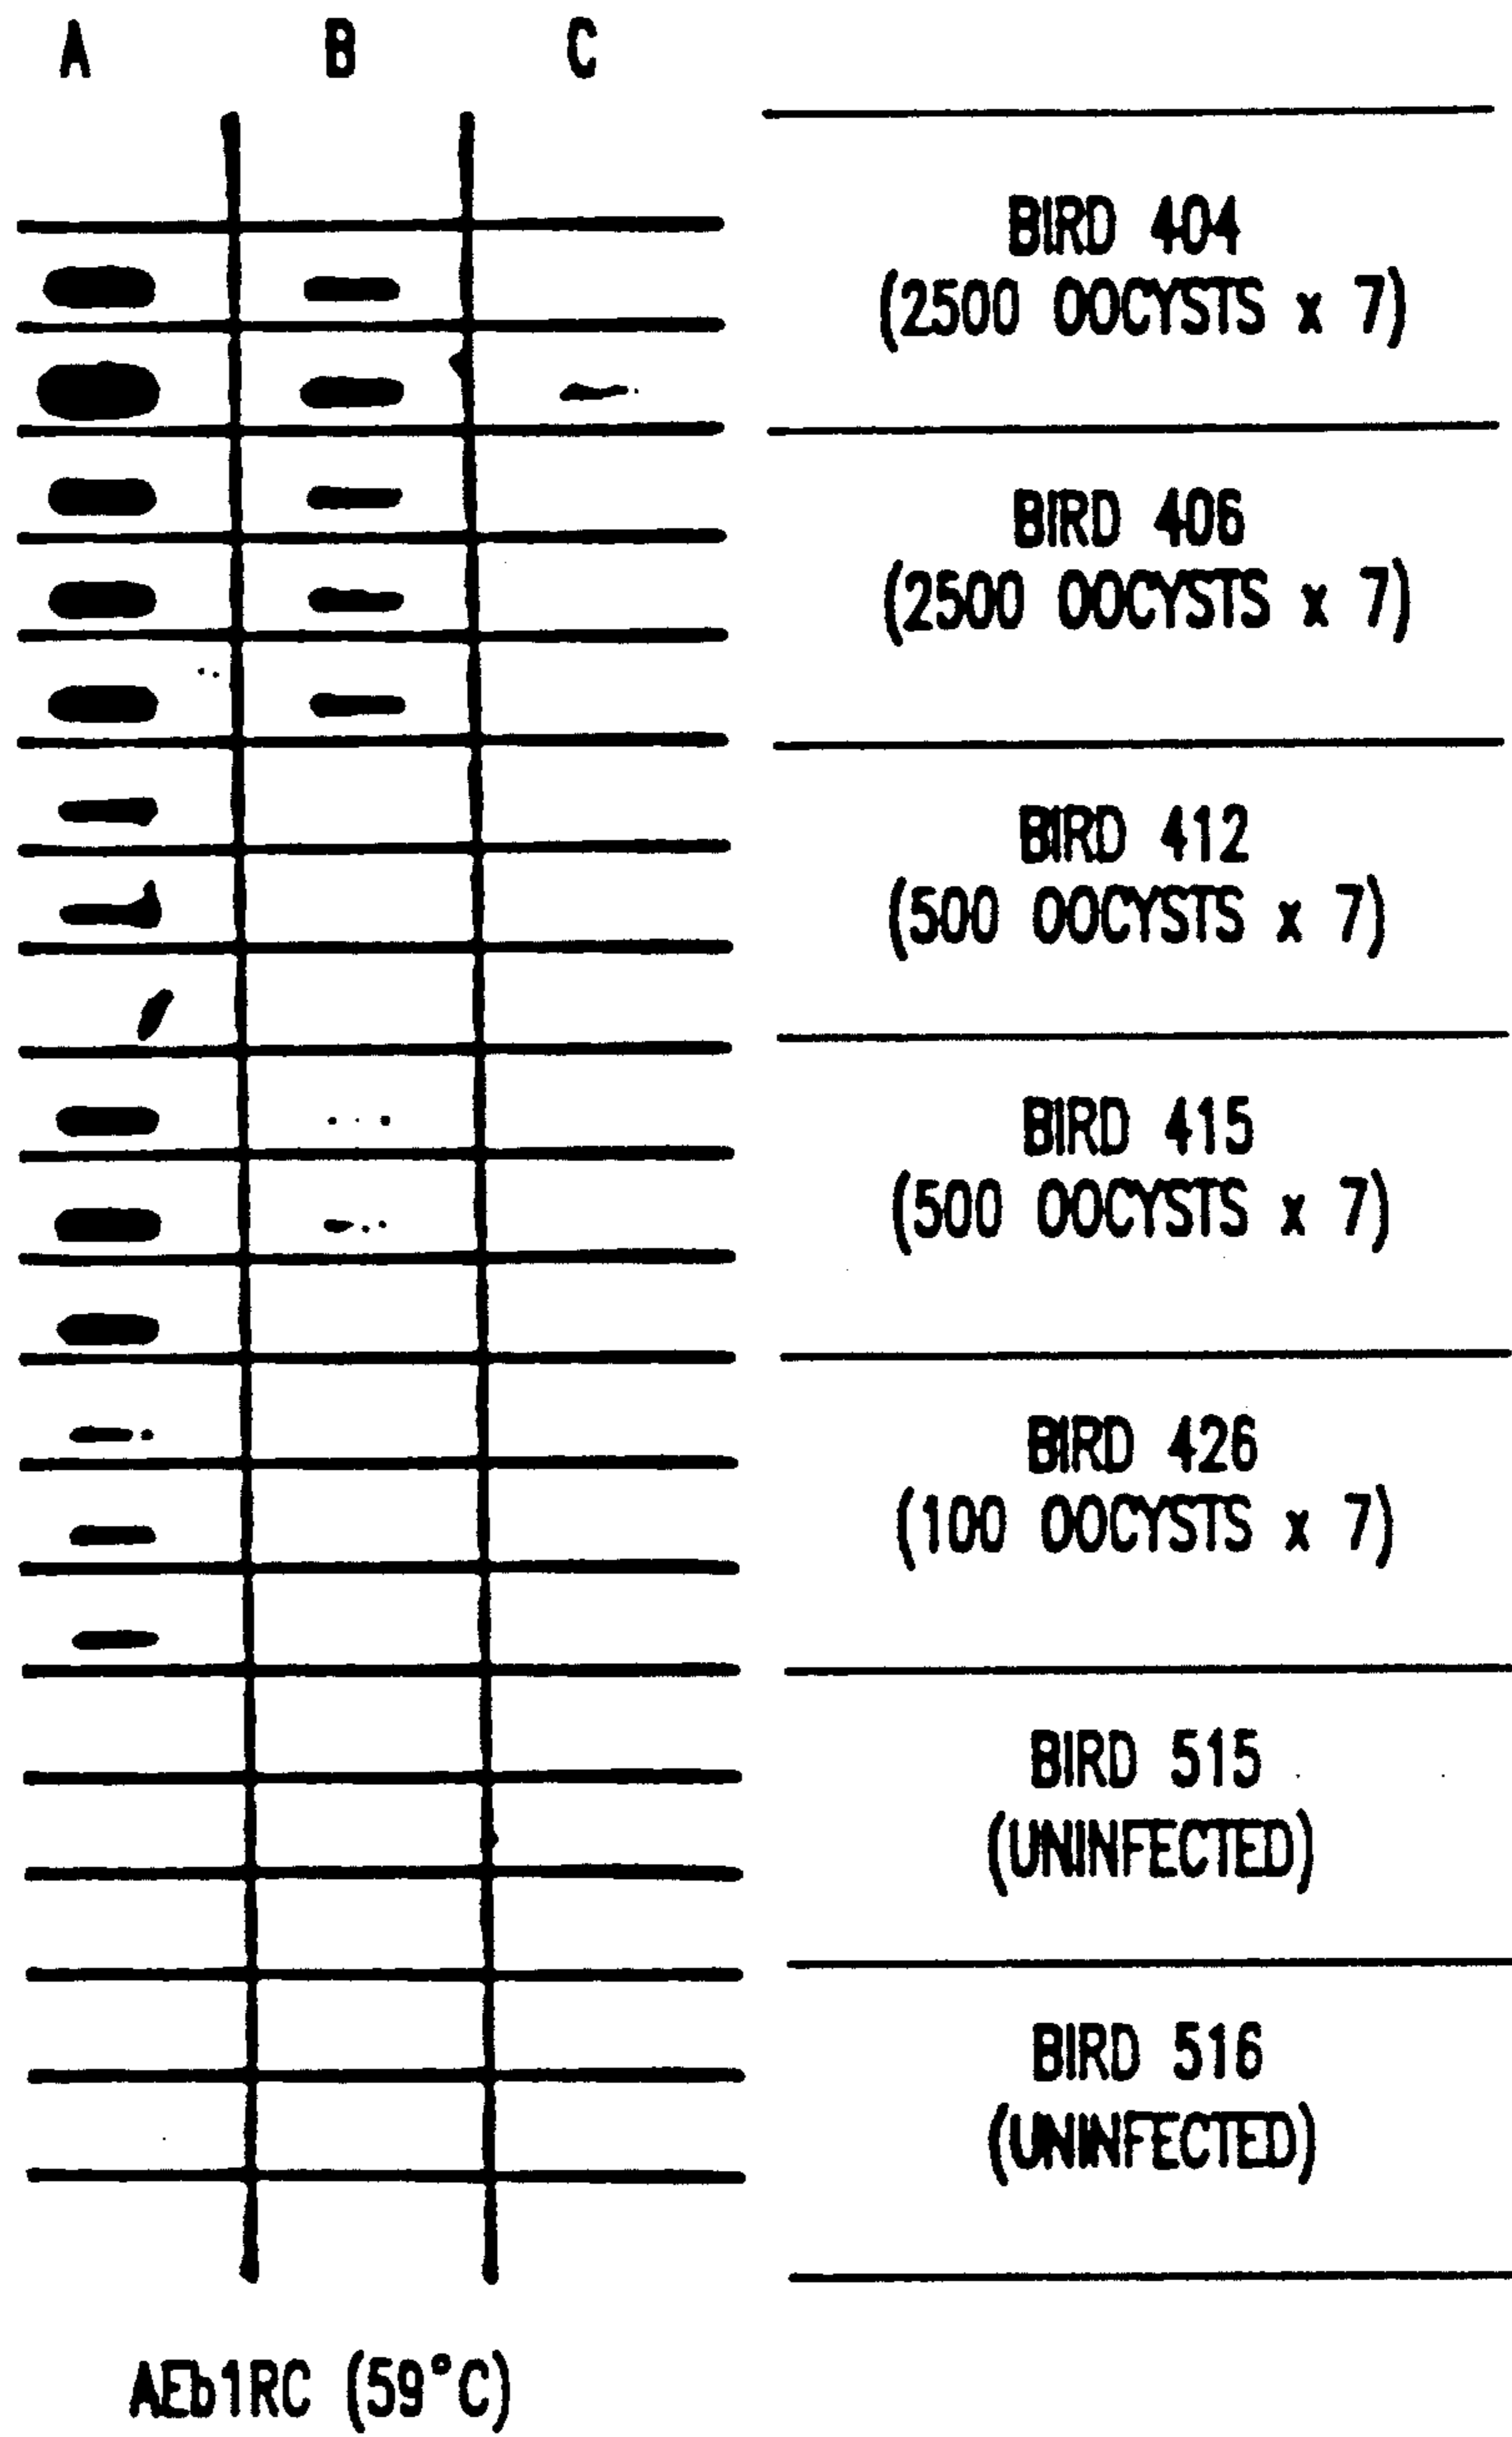 A B C
BIRD 404
(2500 OOCYSTS x 7)
BIRD 406
(2500 OOCYSTS x 7)
BIRD 412
(500 OOCYSTS x 7)
BIRD 415
(500 OOCYSTS x 7)
BIRD 426
(100 OOCYSTS x 7)
BIRD 515
(UNINFECTED)
BIRD 516
(UNINFECTED)
AEb1RC (59°C)